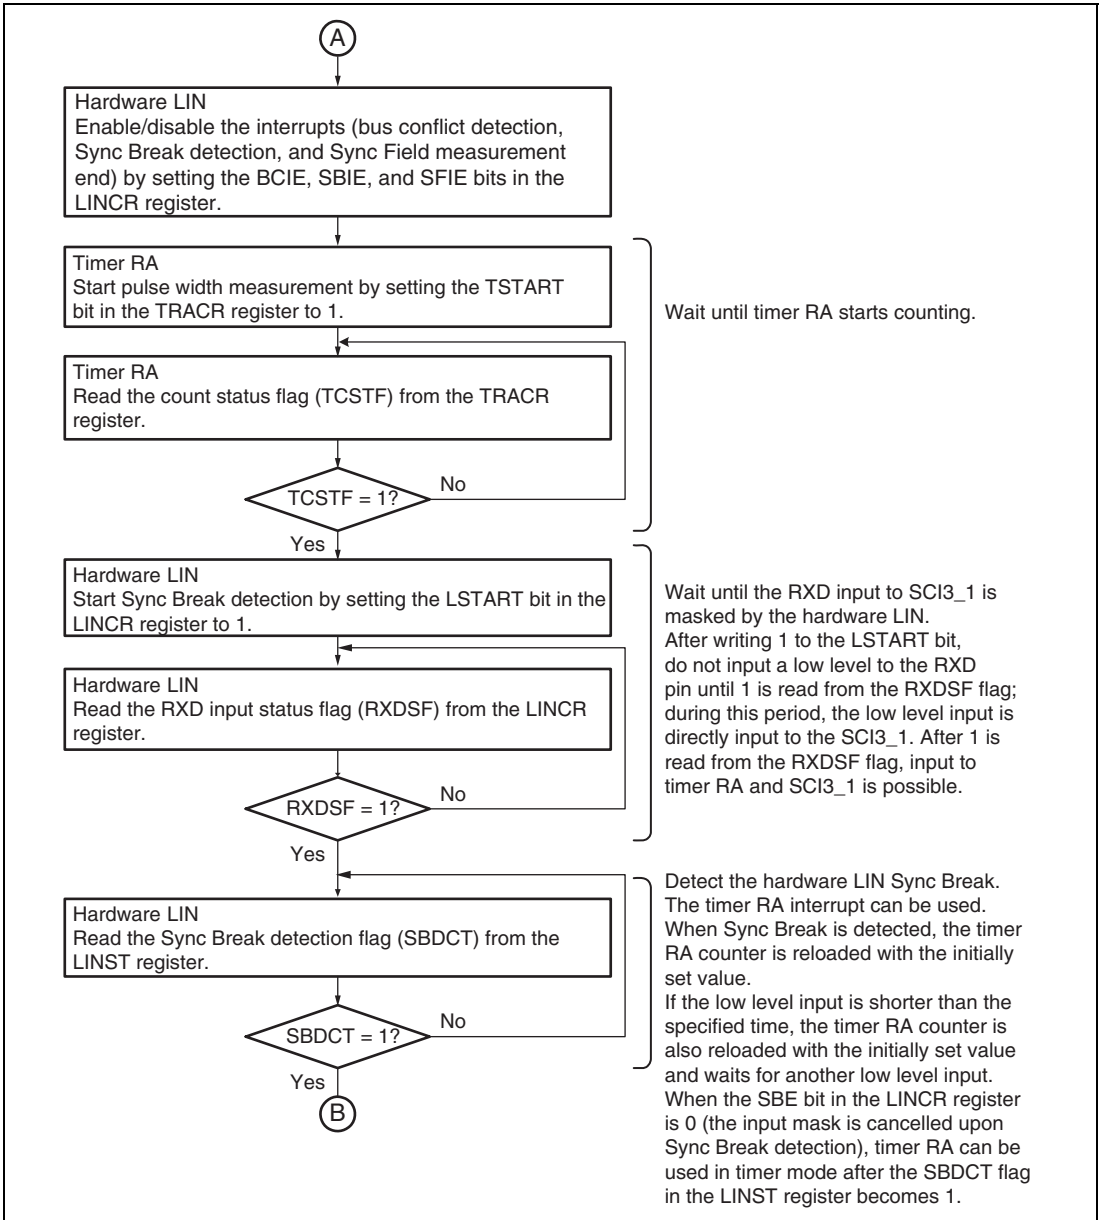 A
Hardware LIN
Enable/disable the interrupts (bus conflict detection,
Sync Break detection, and Sync Field measurement
end) by setting the BCIE, SBIE, and SFIE bits in the
LINCR register.
Timer RA
Start pulse width measurement by setting the TSTART
bit in the TRACR register to 1.
Wait until timer RA starts counting.
Timer RA
Read the count status flag (TCSTF) from the TRACR
register.
TCSTF = 1?
No
Yes
Hardware LIN
Start Sync Break detection by setting the LSTART bit in the
LINCR register to 1.
Wait until the RXD input to SCI3_1 is
masked by the hardware LIN.
After writing 1 to the LSTART bit,
do not input a low level to the RXD
pin until 1 is read from the RXDSF flag;
during this period, the low level input is
directly input to the SCI3_1. After 1 is
read from the RXDSF flag, input to
timer RA and SCI3_1 is possible.
Hardware LIN
Read the RXD input status flag (RXDSF) from the LINCR
register.
RXDSF = 1?
No
Yes
Hardware LIN
Read the Sync Break detection flag (SBDCT) from the
LINST register.
SBDCT = 1?
No
Yes
B
Detect the hardware LIN Sync Break.
The timer RA interrupt can be used.
When Sync Break is detected, the timer
RA counter is reloaded with the initially
set value.
If the low level input is shorter than the
specified time, the timer RA counter is
also reloaded with the initially set value
and waits for another low level input.
When the SBE bit in the LINCR register
is 0 (the input mask is cancelled upon
Sync Break detection), timer RA can be
used in timer mode after the SBDCT flag
in the LINST register becomes 1.